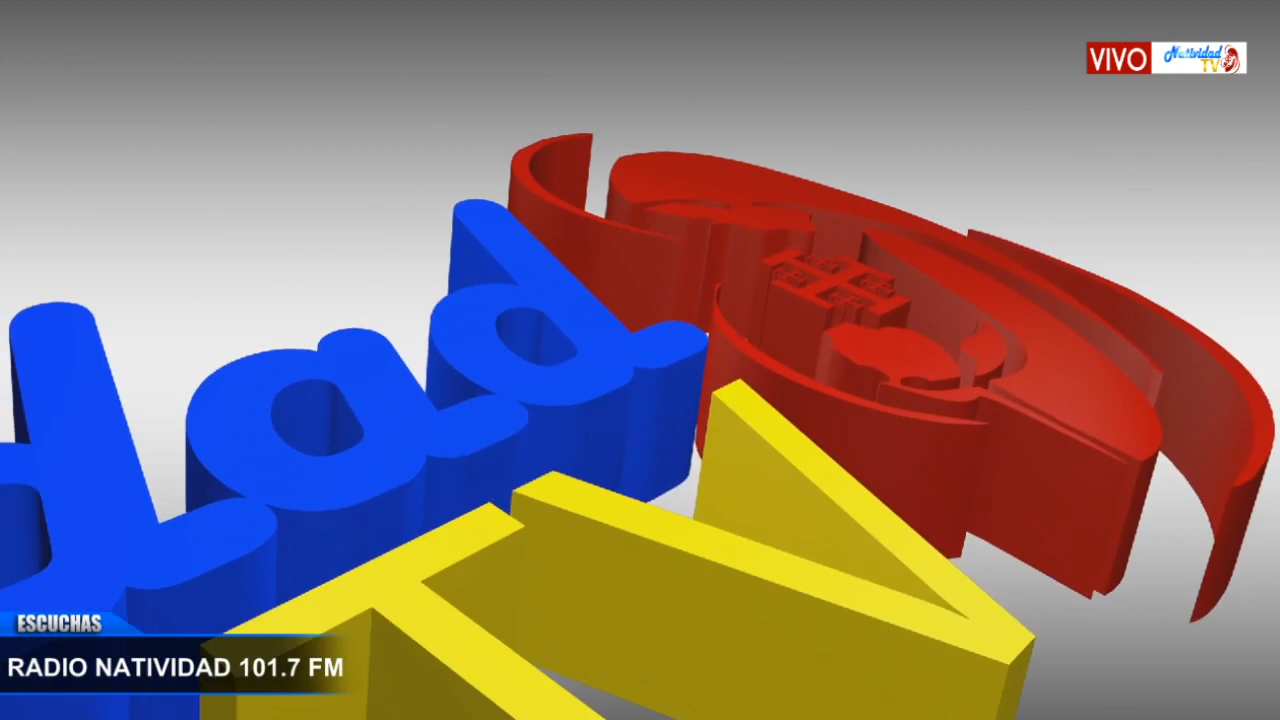 VIVO Natividad
TV
dad
TV
ESCUCHAS
RADIO NATIVIDAD 101.7 FM